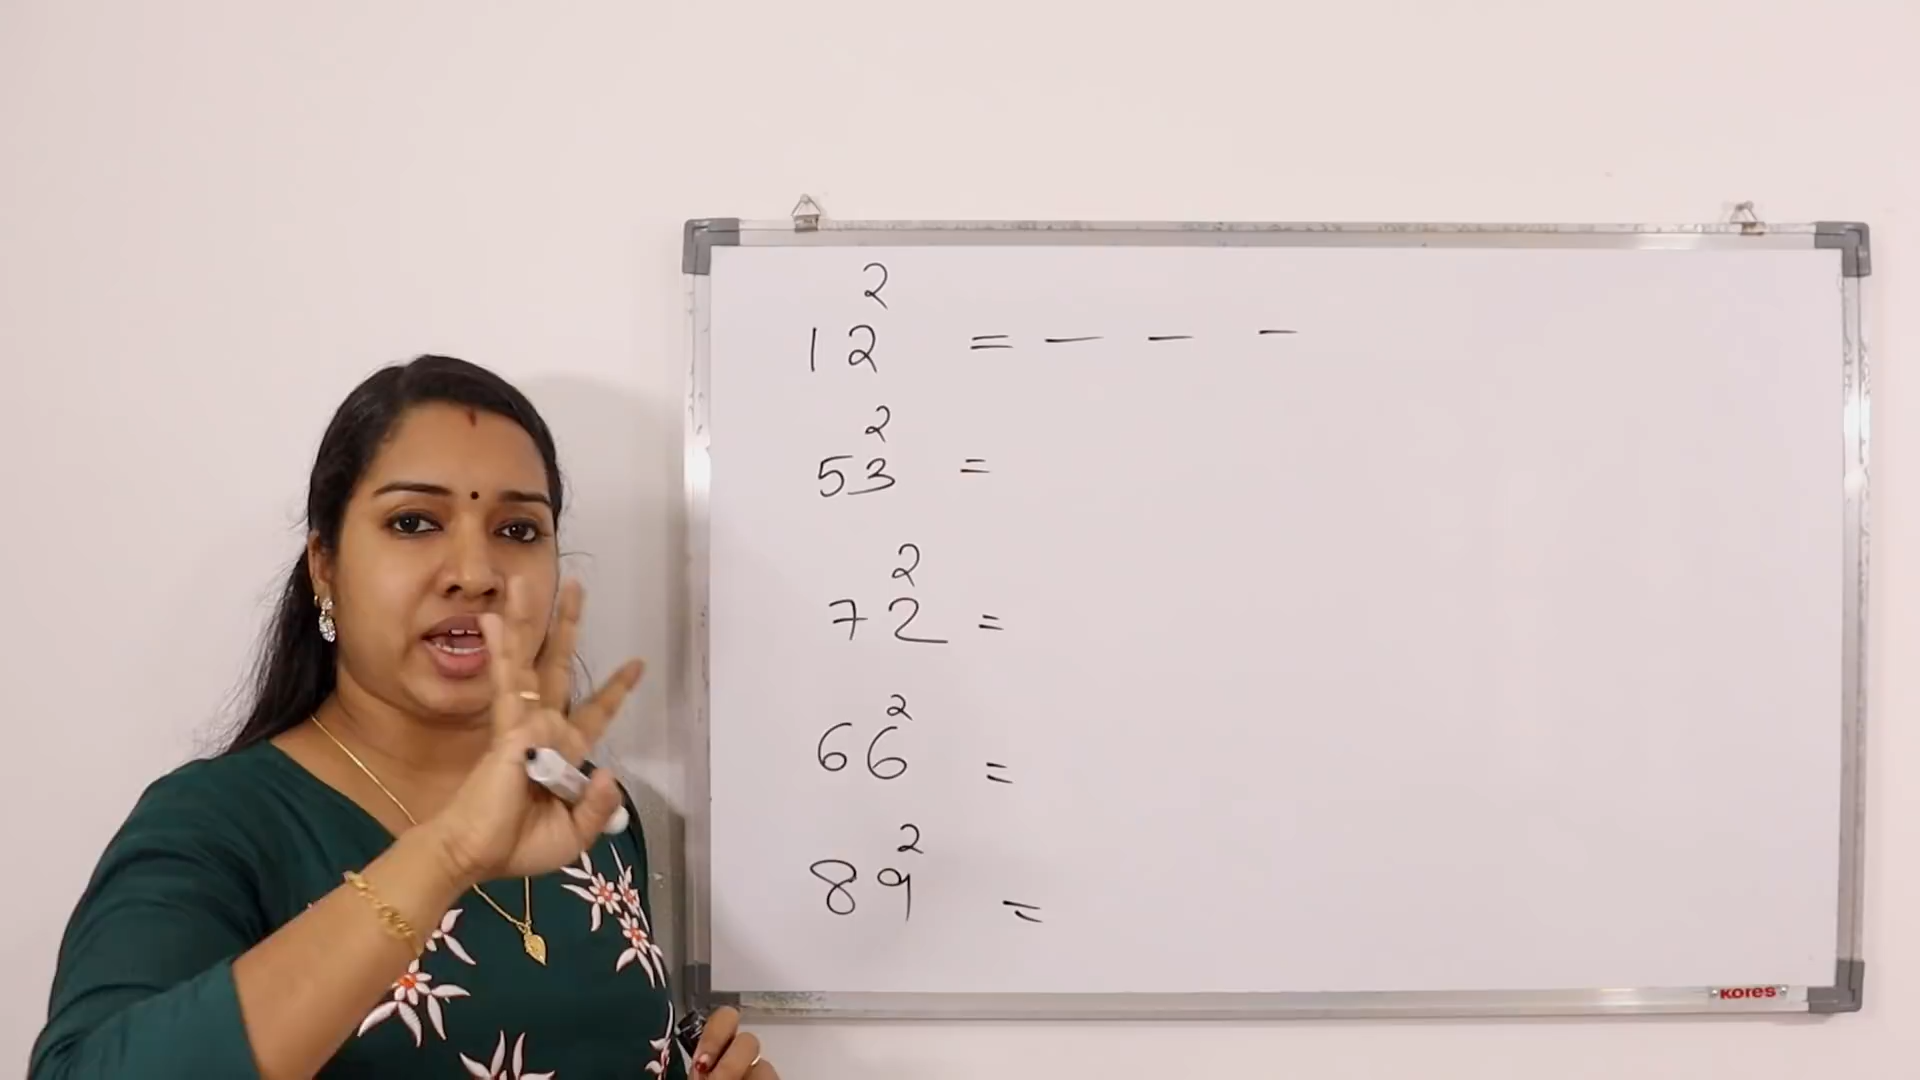 12² = — — —
53² =
72² =
66² =
89² =
KORES